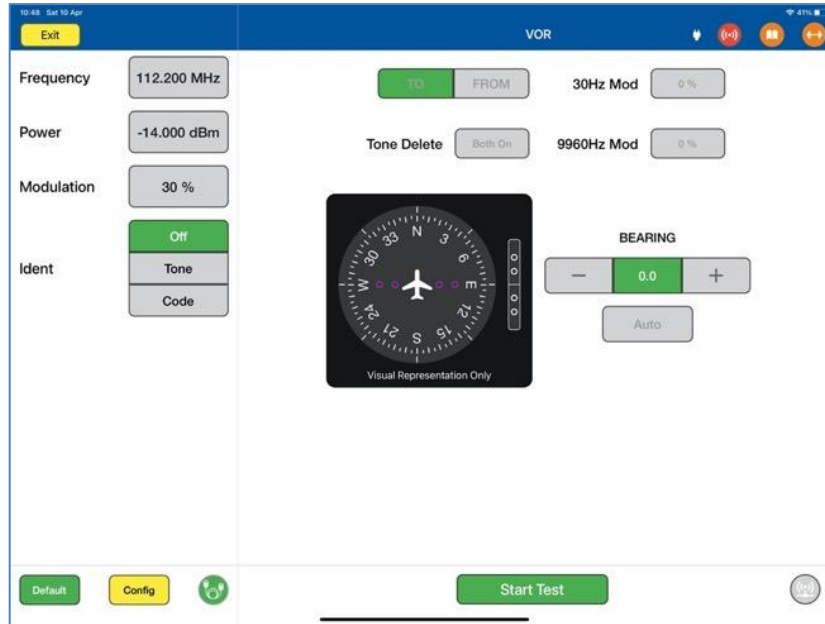 10:48 Sat 10 Apr
41%
Exit
VOR
Frequency
112.200 MHz
TO
FROM
30Hz Mod
0 %
Power
-14.000 dBm
Tone Delete
Both On
9960Hz Mod
0 %
Modulation
30 %
Ident
Off
Tone
Code
N
3
6
E
12
15
S
21
24
W
30
33
Visual Representation Only
BEARING
−
0.0
+
Auto
Default
Config
Start Test